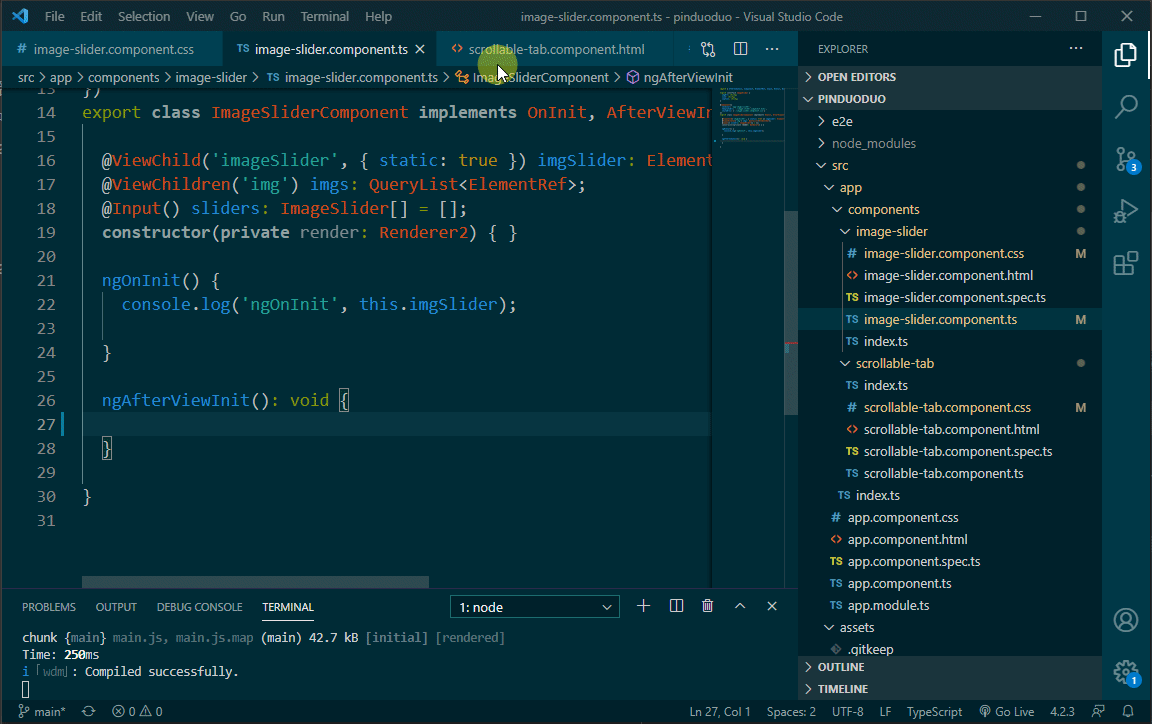 File Edit Selection View Go Run Terminal Help image-slider.component.ts - pinduoduo - Visual Studio Code
# image-slider.component.css TS image-slider.component.ts scrollable-tab.component.html ···
src > app > components > image-slider > TS image-slider.component.ts > ImageSliderComponent > ngAfterViewInit
13 })
14 export class ImageSliderComponent implements OnInit, AfterViewIn
15
16 @ViewChild('imageSlider', { static: true }) imgSlider: Element
17 @ViewChildren('img') imgs: QueryList<ElementRef>;
18 @Input() sliders: ImageSlider[] = [];
19 constructor(private render: Renderer2) { }
20
21 ngOnInit() {
22 console.log('ngOnInit', this.imgSlider);
23
24 }
25
26 ngAfterViewInit(): void {
27
28 }
29
30 }
31
PROBLEMS OUTPUT DEBUG CONSOLE TERMINAL 1: node
chunk {main} main.js, main.js.map (main) 42.7 kB [initial] [rendered]
Time: 250ms
i「wdm」: Compiled successfully.
EXPLORER ···
OPEN EDITORS
PINDUODUO
e2e
node_modules
src
app
components
image-slider
# image-slider.component.css M
<> image-slider.component.html
TS image-slider.component.spec.ts
TS image-slider.component.ts M
TS index.ts
scrollable-tab
TS index.ts
# scrollable-tab.component.css M
<> scrollable-tab.component.html
TS scrollable-tab.component.spec.ts
TS scrollable-tab.component.ts
TS index.ts
# app.component.css
<> app.component.html
TS app.component.spec.ts
TS app.component.ts
TS app.module.ts
assets
.gitkeep
OUTLINE
TIMELINE
3
1
main* 0 0 Ln 27, Col 1 Spaces: 2 UTF-8 LF TypeScript Go Live 4.2.3